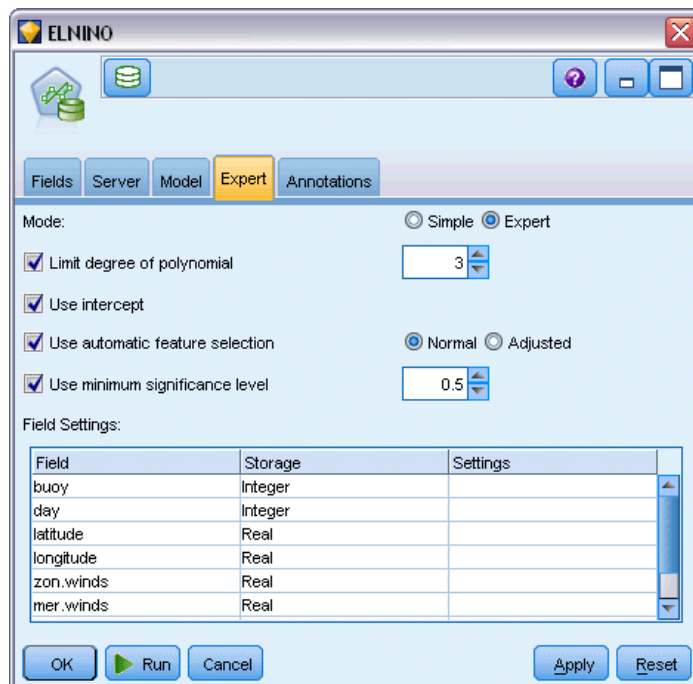 ELNINO
Fields Server Model Expert Annotations
Mode: Simple Expert
Limit degree of polynomial 3
Use intercept
Use automatic feature selection Normal Adjusted
Use minimum significance level 0.5
Field Settings:
Field Storage Settings
buoy Integer
day Integer
latitude Real
longitude Real
zon.winds Real
mer.winds Real
OK Run Cancel Apply Reset